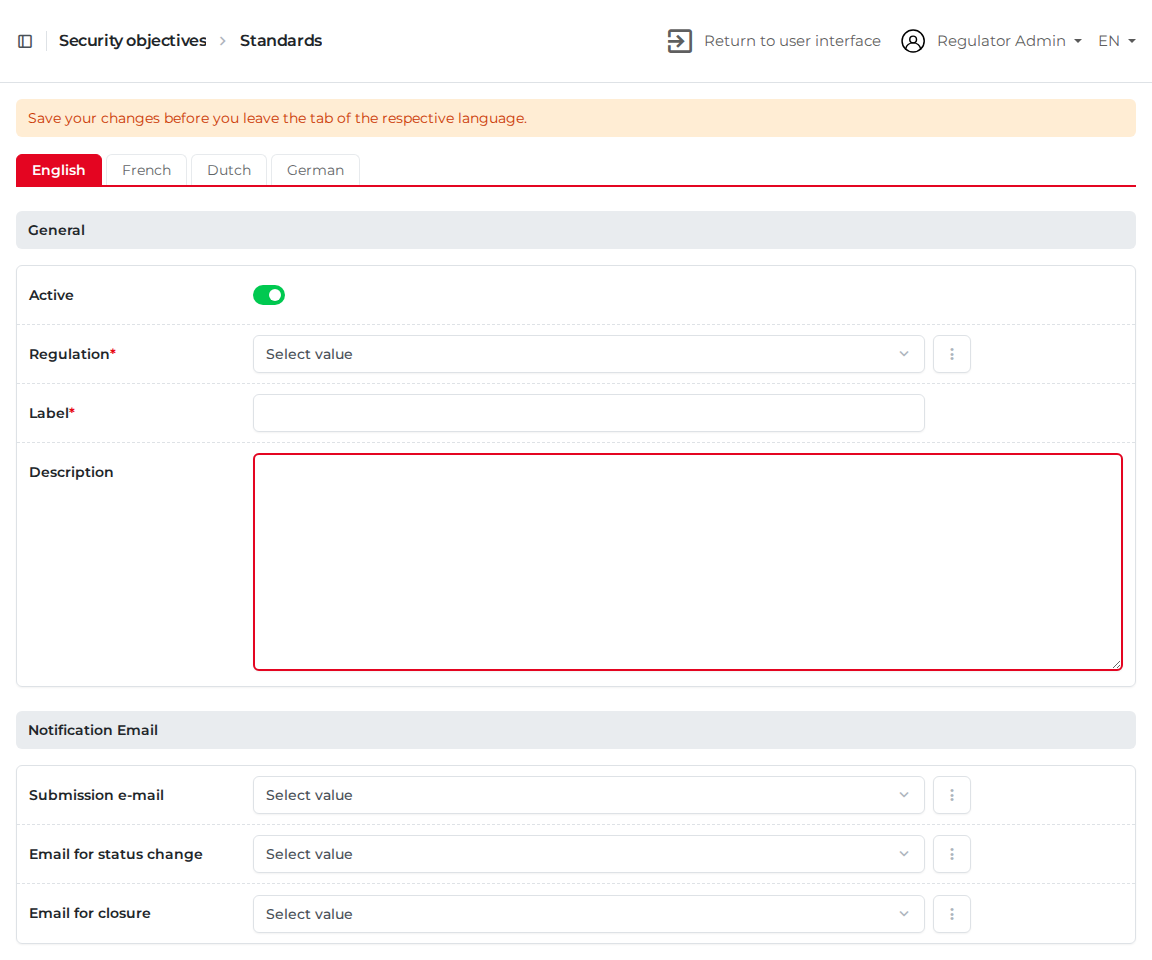 Security objectives > Standards
Return to user interface
Regulator Admin
EN
Save your changes before you leave the tab of the respective language.
English French Dutch German
General
Active
Regulation* Select value
Label*
Description
Notification Email
Submission e-mail Select value
Email for status change Select value
Email for closure Select value